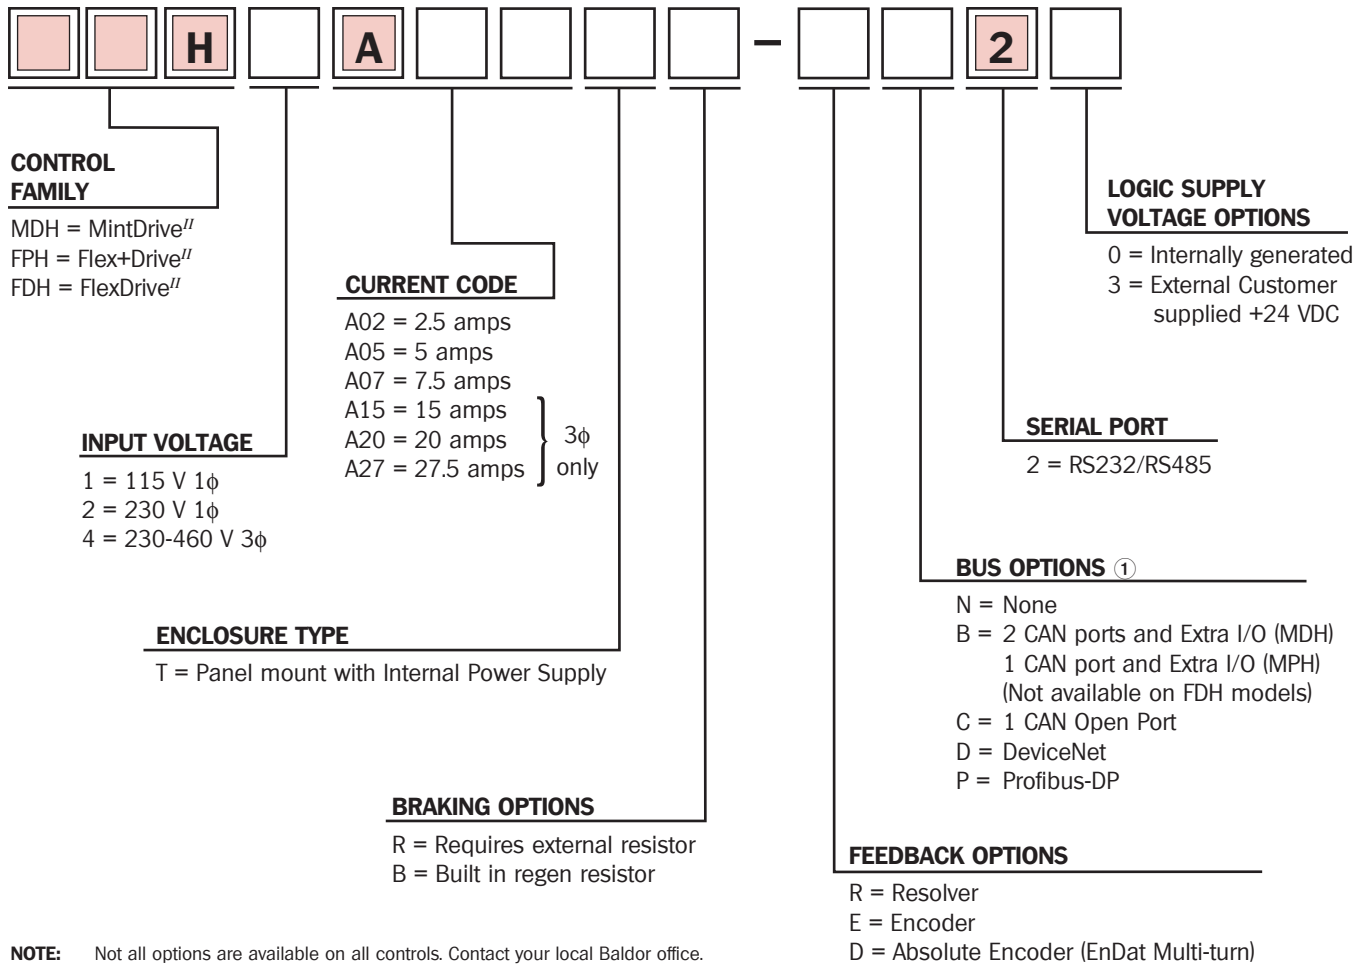 H A – 2
CONTROL
FAMILY
MDH = MintDriveII
FPH = Flex+DriveII
FDH = FlexDriveII
INPUT VOLTAGE
1 = 115 V 1ϕ
2 = 230 V 1ϕ
4 = 230-460 V 3ϕ
CURRENT CODE
A02 = 2.5 amps
A05 = 5 amps
A07 = 7.5 amps
A15 = 15 amps
A20 = 20 amps
A27 = 27.5 amps
3ϕ
only
ENCLOSURE TYPE
T = Panel mount with Internal Power Supply
BRAKING OPTIONS
R = Requires external resistor
B = Built in regen resistor
LOGIC SUPPLY
VOLTAGE OPTIONS
0 = Internally generated
3 = External Customer
supplied +24 VDC
SERIAL PORT
2 = RS232/RS485
BUS OPTIONS ①
N = None
B = 2 CAN ports and Extra I/O (MDH)
1 CAN port and Extra I/O (MPH)
(Not available on FDH models)
C = 1 CAN Open Port
D = DeviceNet
P = Profibus-DP
FEEDBACK OPTIONS
R = Resolver
E = Encoder
D = Absolute Encoder (EnDat Multi-turn)
NOTE: Not all options are available on all controls. Contact your local Baldor office.